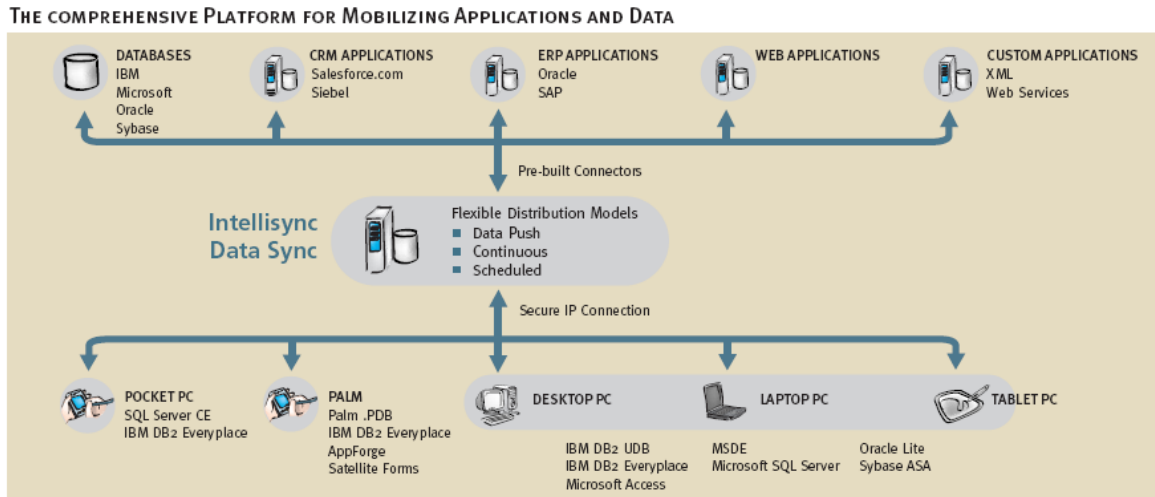 THE COMPREHENSIVE PLATFORM FOR MOBILIZING APPLICATIONS AND DATA
DATABASES
IBM
Microsoft
Oracle
Sybase
CRM APPLICATIONS
Salesforce.com
Siebel
ERP APPLICATIONS
Oracle
SAP
WEB APPLICATIONS
CUSTOM APPLICATIONS
XML
Web Services
Pre-built Connectors
Intellisync
Data Sync
Flexible Distribution Models
Data Push
Continuous
Scheduled
Secure IP Connection
POCKET PC
SQL Server CE
IBM DB2 Everyplace
PALM
Palm .PDB
IBM DB2 Everyplace
AppForge
Satellite Forms
DESKTOP PC
LAPTOP PC
TABLET PC
IBM DB2 UDB
IBM DB2 Everyplace
Microsoft Access
MSDE
Microsoft SQL Server
Oracle Lite
Sybase ASA